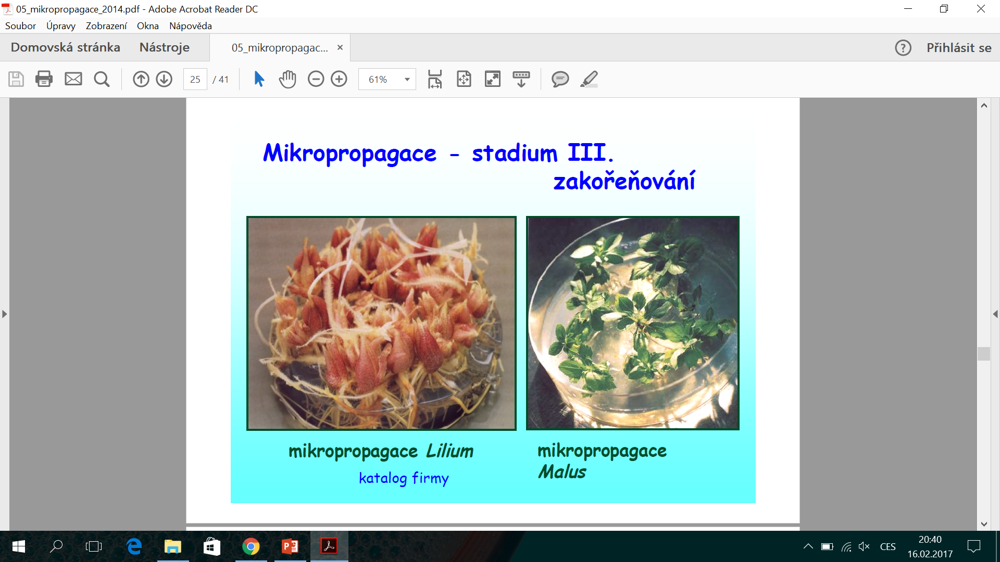 05_mikropropagace_2014.pdf - Adobe Acrobat Reader DC
Soubor Úpravy Zobrazení Okna Nápověda
Domovská stránka Nástroje 05_mikropropagac... Přihlásit se
25 / 41 61%
Mikropropagace - stadium III.
zakořeňování
mikropropagace Lilium
katalog firmy
mikropropagace
Malus
CES
20:40
16.02.2017